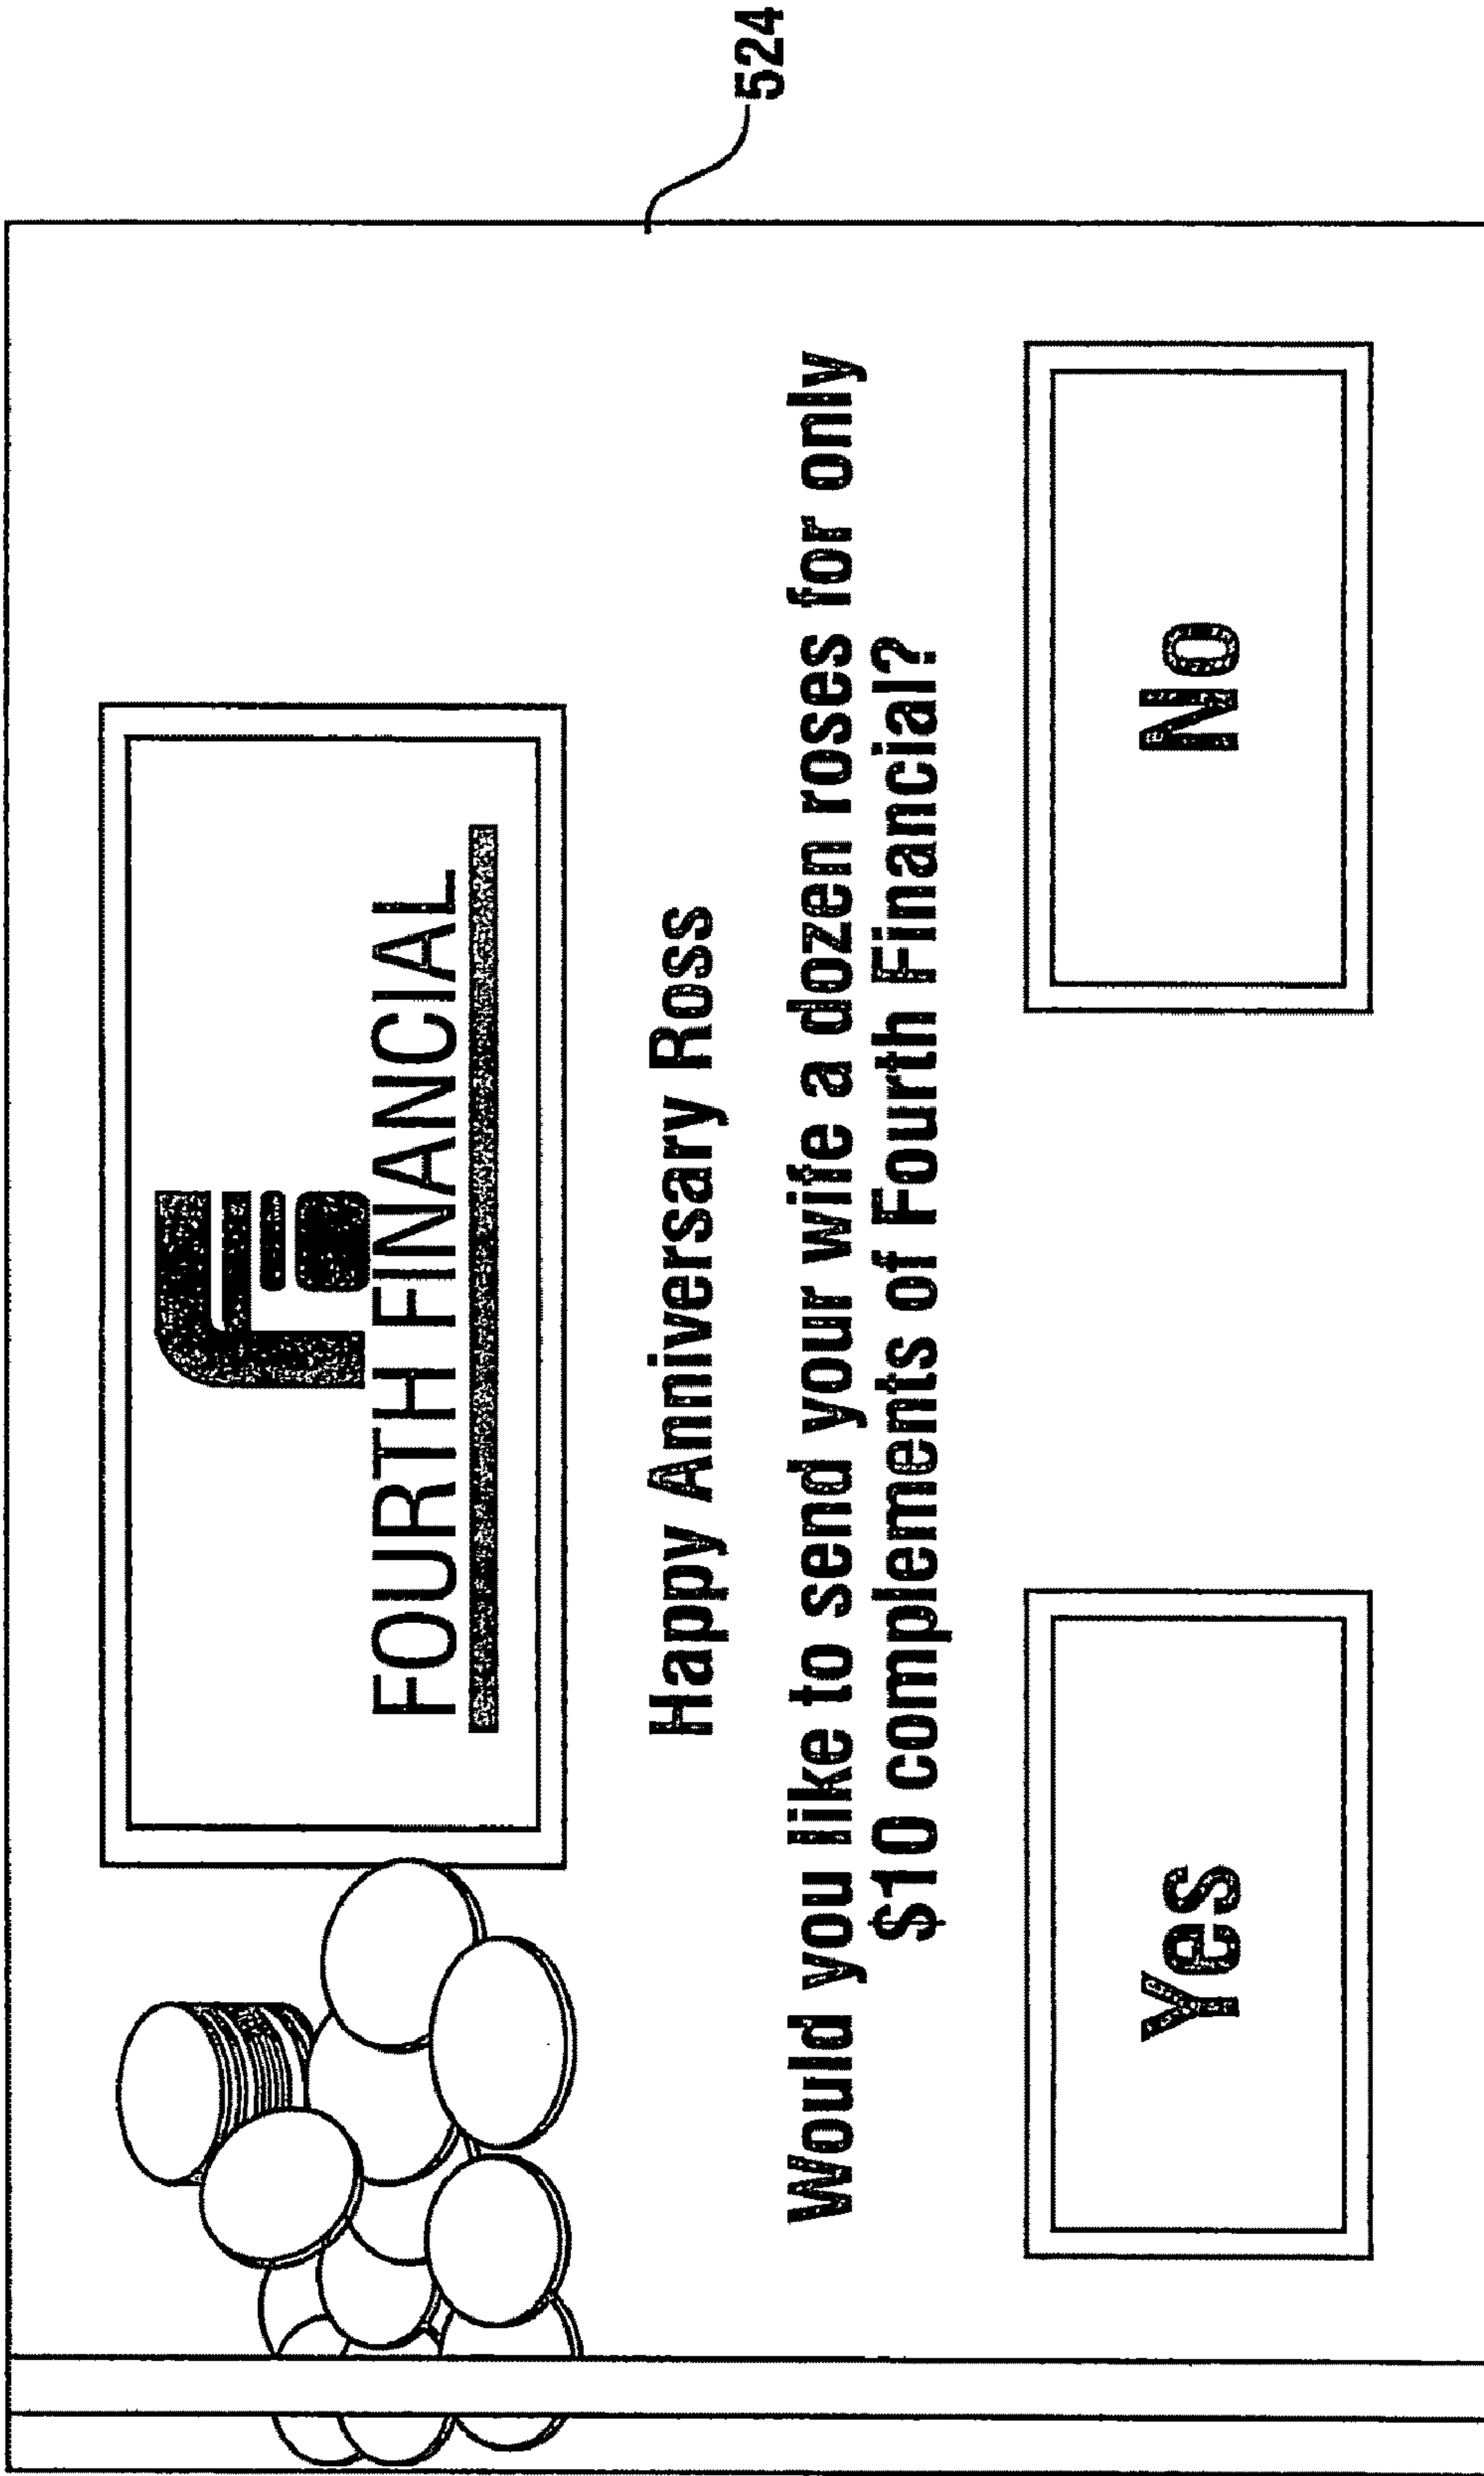 FOURTH FINANCIAL
Happy Anniversary Ross
Would you like to send your wife a dozen roses for only
$10 complements of Fourth Financial?
Yes
No
524